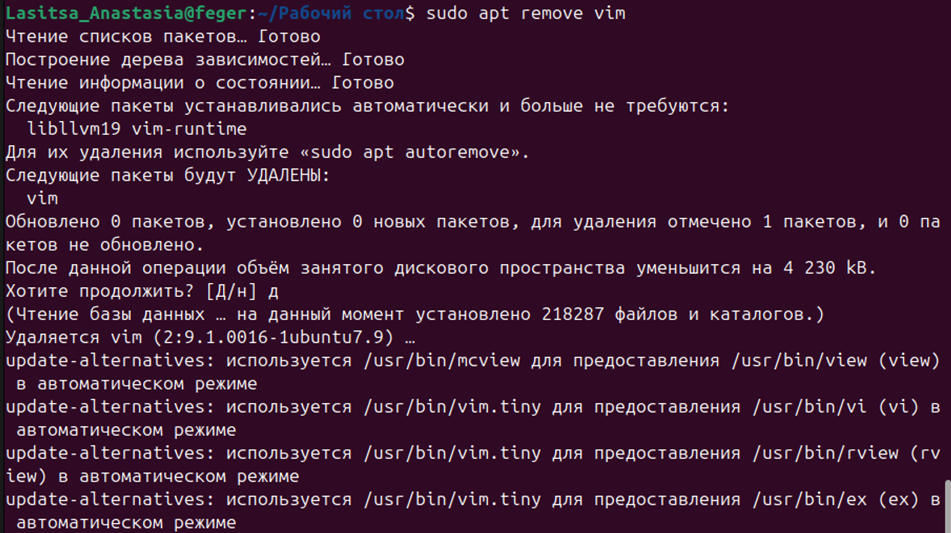 Lasitsa_Anastasia@feger:~/Рабочий стол$ sudo apt remove vim
Чтение списков пакетов… Готово
Построение дерева зависимостей… Готово
Чтение информации о состоянии… Готово
Следующие пакеты устанавливались автоматически и больше не требуются:
  libllvm19 vim-runtime
Для их удаления используйте «sudo apt autoremove».
Следующие пакеты будут УДАЛЕНЫ:
  vim
Обновлено 0 пакетов, установлено 0 новых пакетов, для удаления отмечено 1 пакетов, и 0 па
кетов не обновлено.
После данной операции объём занятого дискового пространства уменьшится на 4 230 kB.
Хотите продолжить? [Д/н] д
(Чтение базы данных … на данный момент установлено 218287 файлов и каталогов.)
Удаляется vim (2:9.1.0016-1ubuntu7.9) …
update-alternatives: используется /usr/bin/mcview для предоставления /usr/bin/view (view)
 в автоматическом режиме
update-alternatives: используется /usr/bin/vim.tiny для предоставления /usr/bin/vi (vi) в
 автоматическом режиме
update-alternatives: используется /usr/bin/vim.tiny для предоставления /usr/bin/rview (rv
iew) в автоматическом режиме
update-alternatives: используется /usr/bin/vim.tiny для предоставления /usr/bin/ex (ex) в
 автоматическом режиме